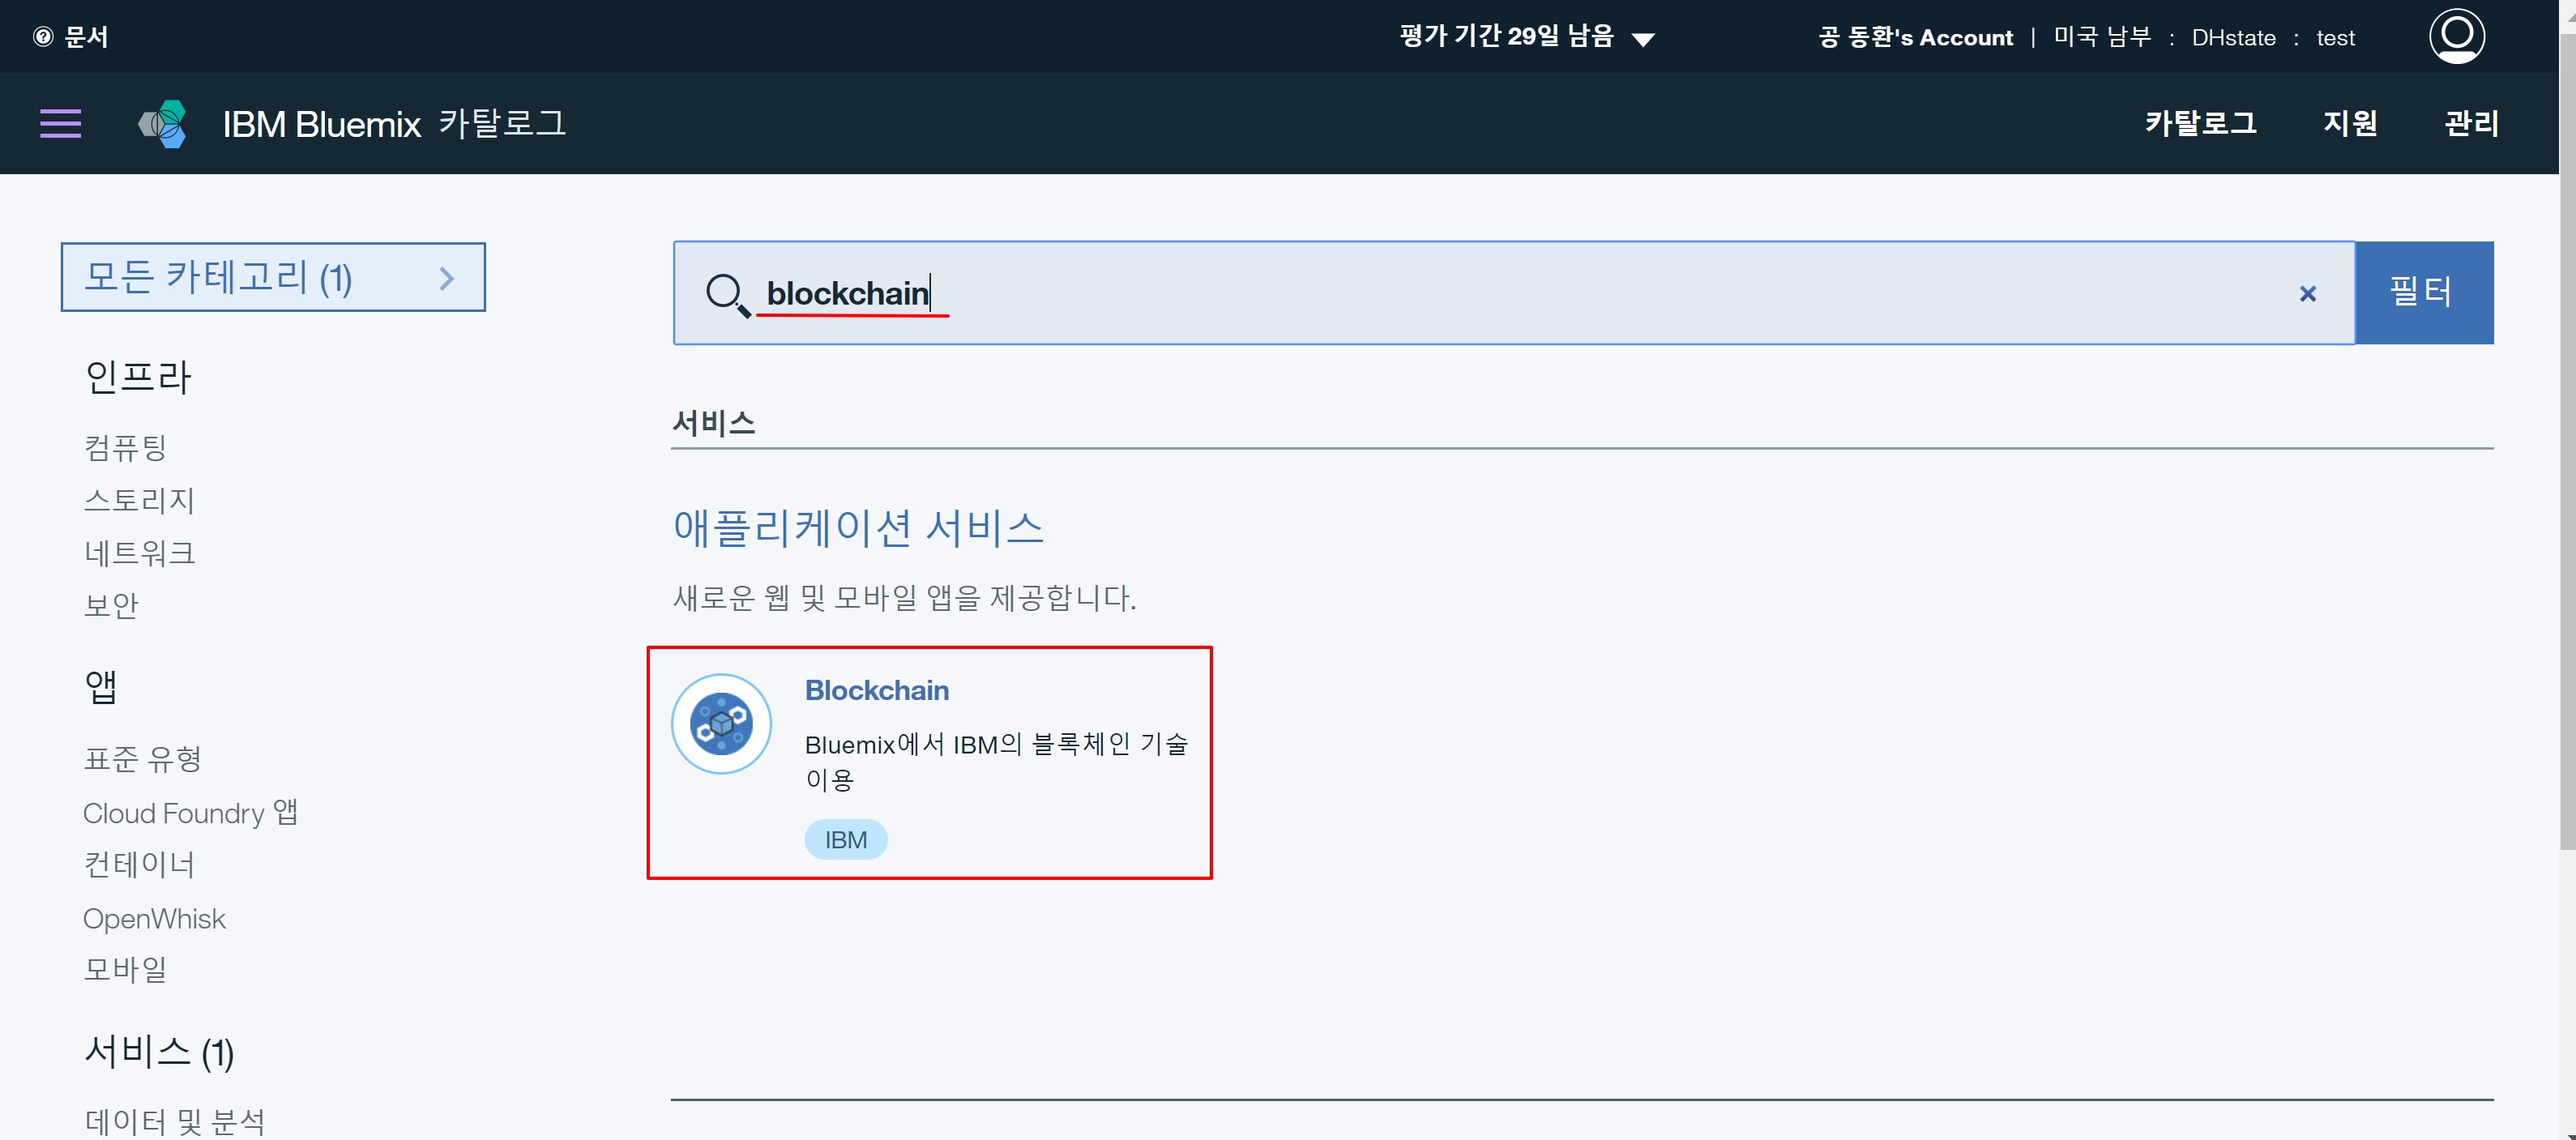 문서
평가 기간 29일 남음
공 동환's Account | 미국 남부 : DHstate : test
IBM Bluemix 카탈로그
카탈로그 지원 관리
모든 카테고리 (1)
인프라
컴퓨팅
스토리지
네트워크
보안
앱
표준 유형
Cloud Foundry 앱
컨테이너
OpenWhisk
모바일
서비스 (1)
데이터 및 분석
blockchain
필터
서비스
애플리케이션 서비스
새로운 웹 및 모바일 앱을 제공합니다.
Blockchain
Bluemix에서 IBM의 블록체인 기술
이용
IBM